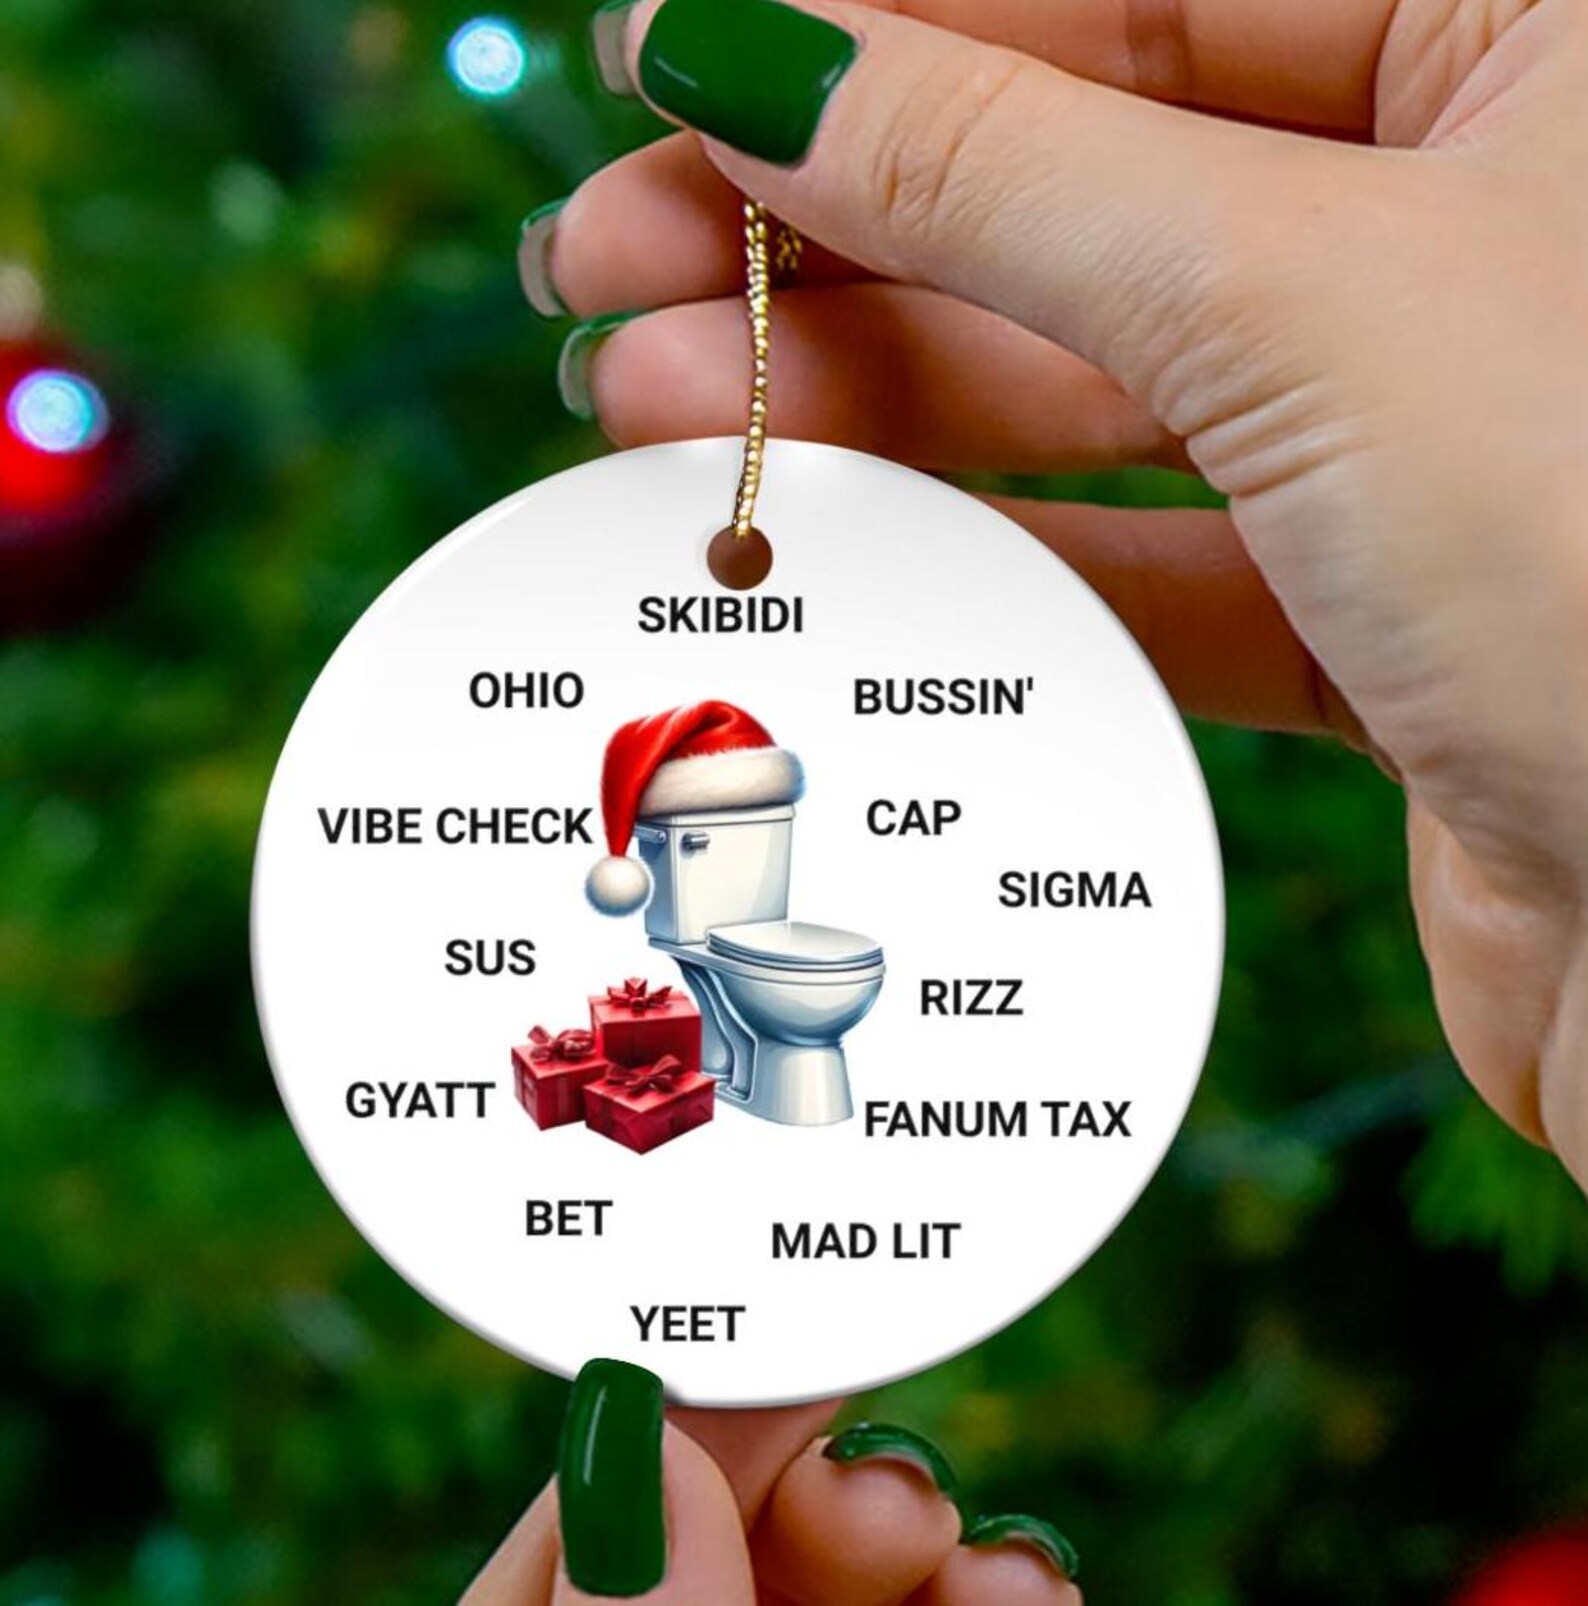 SKIBIDI
OHIO
BUSSIN'
VIBE CHECK
CAP
SIGMA
SUS
RIZZ
GYATT
FANUM TAX
BET
MAD LIT
YEET